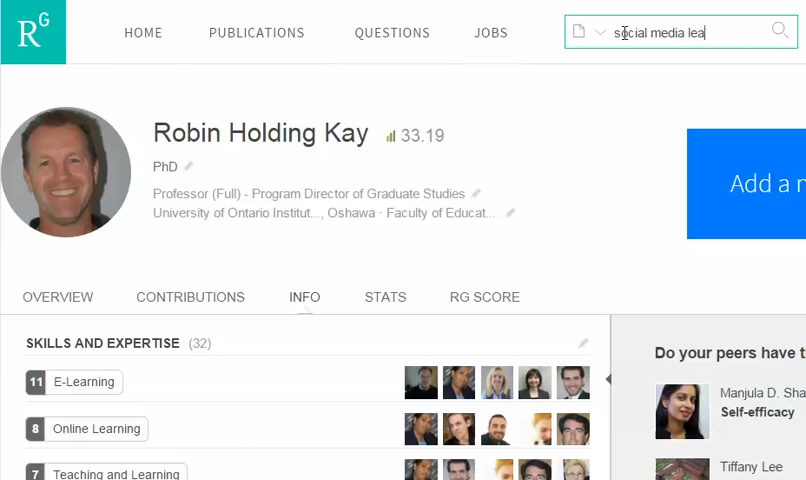 RG
HOME PUBLICATIONS QUESTIONS JOBS social media lea
Robin Holding Kay 33.19
PhD
Professor (Full) - Program Director of Graduate Studies
University of Ontario Institut..., Oshawa · Faculty of Educat...
Add a
OVERVIEW CONTRIBUTIONS INFO STATS RG SCORE
SKILLS AND EXPERTISE (32)
11 E-Learning
8 Online Learning
7 Teaching and Learning
Do your peers have
Manjula D. Sha
Self-efficacy
Tiffany Lee